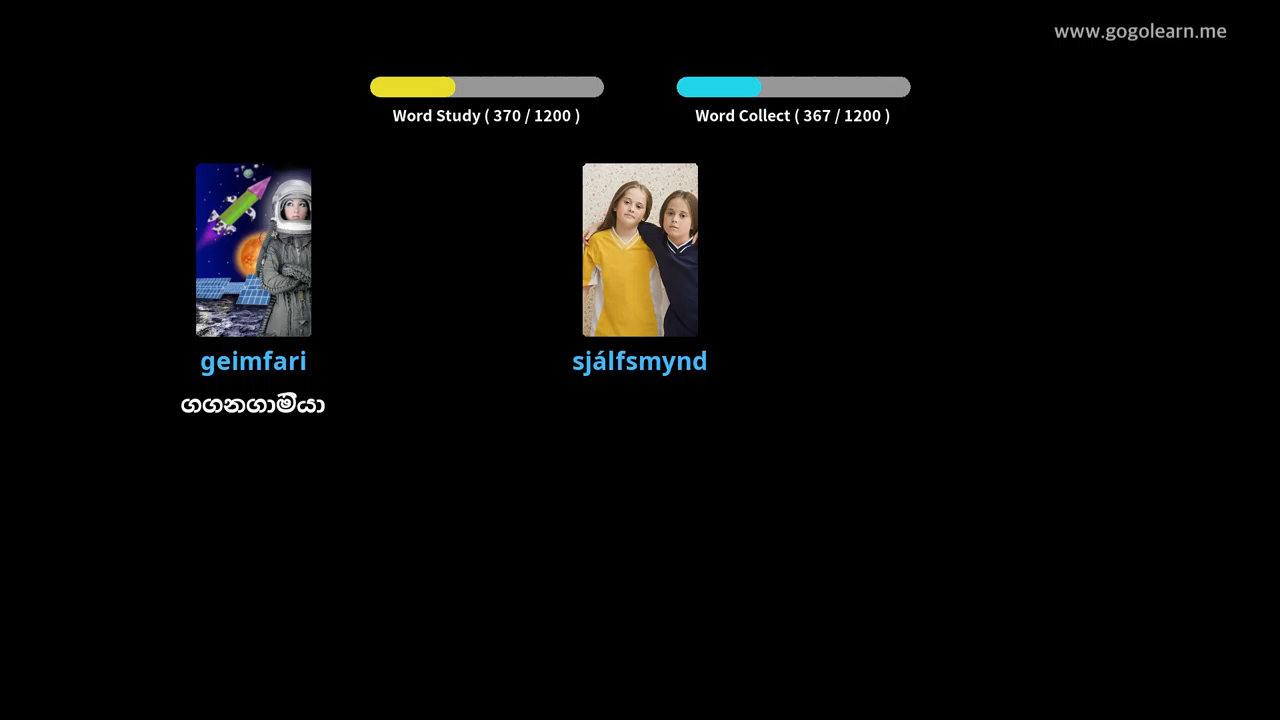 www.gogolearn.me
Word Study ( 370 / 1200 )
Word Collect ( 367 / 1200 )
geimfari
sjálfsmynd
ගගනගාමියා